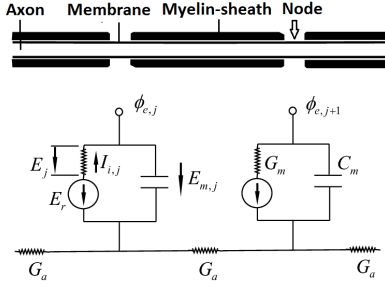 Axon Membrane Myelin-sheath Node
ϕe,j ϕe,j+1
Ej Ii,j Em,j Gm Cm
Er
Ga Ga Ga